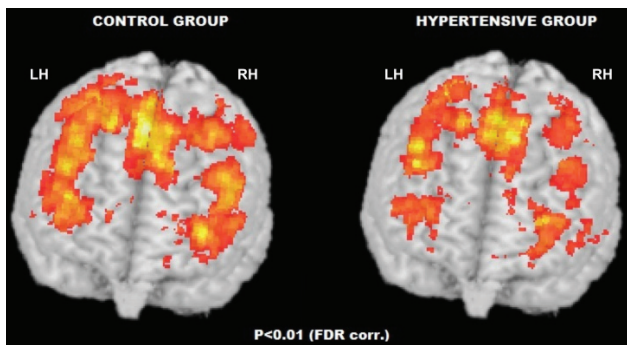 CONTROL GROUP
HYPERTENSIVE GROUP
LH
RH
LH
RH
P<0.01 (FDR corr.)